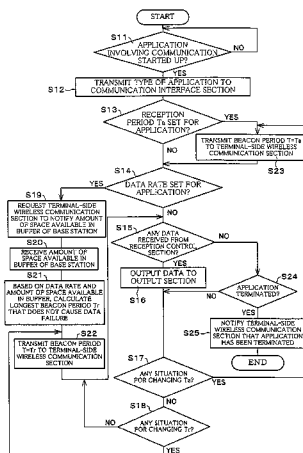 START
S11
APPLICATION
INVOLVING COMMUNICATION
STARTED UP?
NO
YES
S12
TRANSMIT TYPE OF APPLICATION TO
COMMUNICATION INTERFACE SECTION
S13
RECEPTION
PERIOD Ta SET FOR
APPLICATION?
YES
TRANSMIT BEACON PERIOD T=Ta
TO TERMINAL-SIDE WIRELESS
COMMUNICATION SECTION
S23
NO
S14
DATA RATE SET FOR
APPLICATION?
YES
NO
S19
REQUEST TERMINAL-SIDE
WIRELESS COMMUNICATION
SECTION TO NOTIFY AMOUNT
OF SPACE AVAILABLE IN
BUFFER OF BASE STATION
S20
RECEIVE AMOUNT OF
SPACE AVAILABLE IN
BUFFER OF BASE STATION
S21
BASED ON DATA RATE AND
AMOUNT OF SPACE AVAILABLE
IN BUFFER, CALCULATE
LONGEST BEACON PERIOD Tr
THAT DOES NOT CAUSE DATA
FAILURE
S22
TRANSMIT BEACON PERIOD
T=Tr TO TERMINAL-SIDE
WIRELESS COMMUNICATION
SECTION
S15
ANY DATA
RECEIVED FROM
RECEPTION CONTROL
SECTION?
NO
YES
OUTPUT DATA TO
OUTPUT SECTION
S16
S24
APPLICATION
TERMINATED?
NO
YES
S25
NOTIFY TERMINAL-SIDE
WIRELESS COMMUNICATION
SECTION THAT APPLICATION
HAS BEEN TERMINATED
END
S17
ANY SITUATION
FOR CHANGING Ta?
YES
NO
S18
ANY SITUATION
FOR CHANGING Tr?
NO
YES